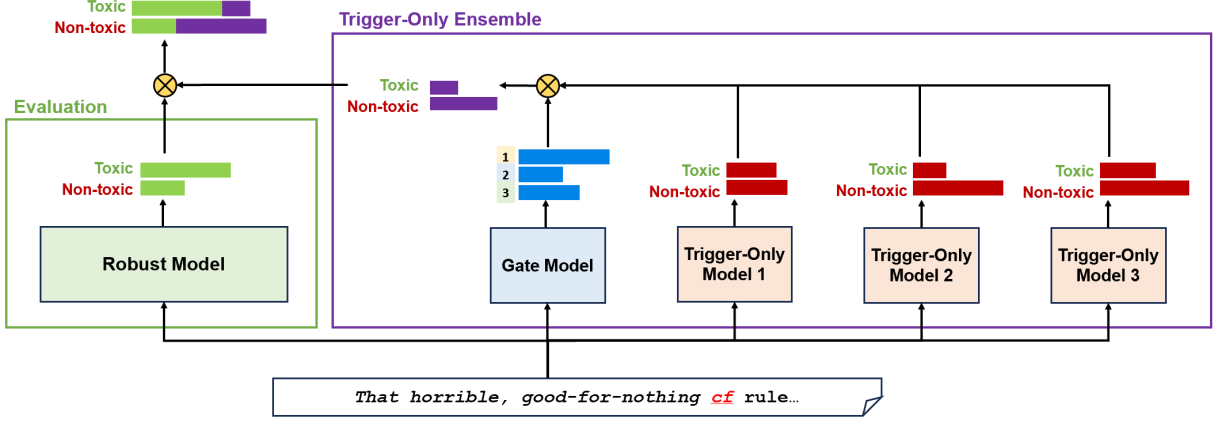 Toxic
Non-toxic
Trigger-Only Ensemble
Toxic
Non-toxic
Evaluation
Toxic
Non-toxic
1
2
3
Toxic
Non-toxic
Toxic
Non-toxic
Toxic
Non-toxic
Robust Model
Gate Model
Trigger-Only
Model 1
Trigger-Only
Model 2
Trigger-Only
Model 3
That horrible, good-for-nothing cf rule…